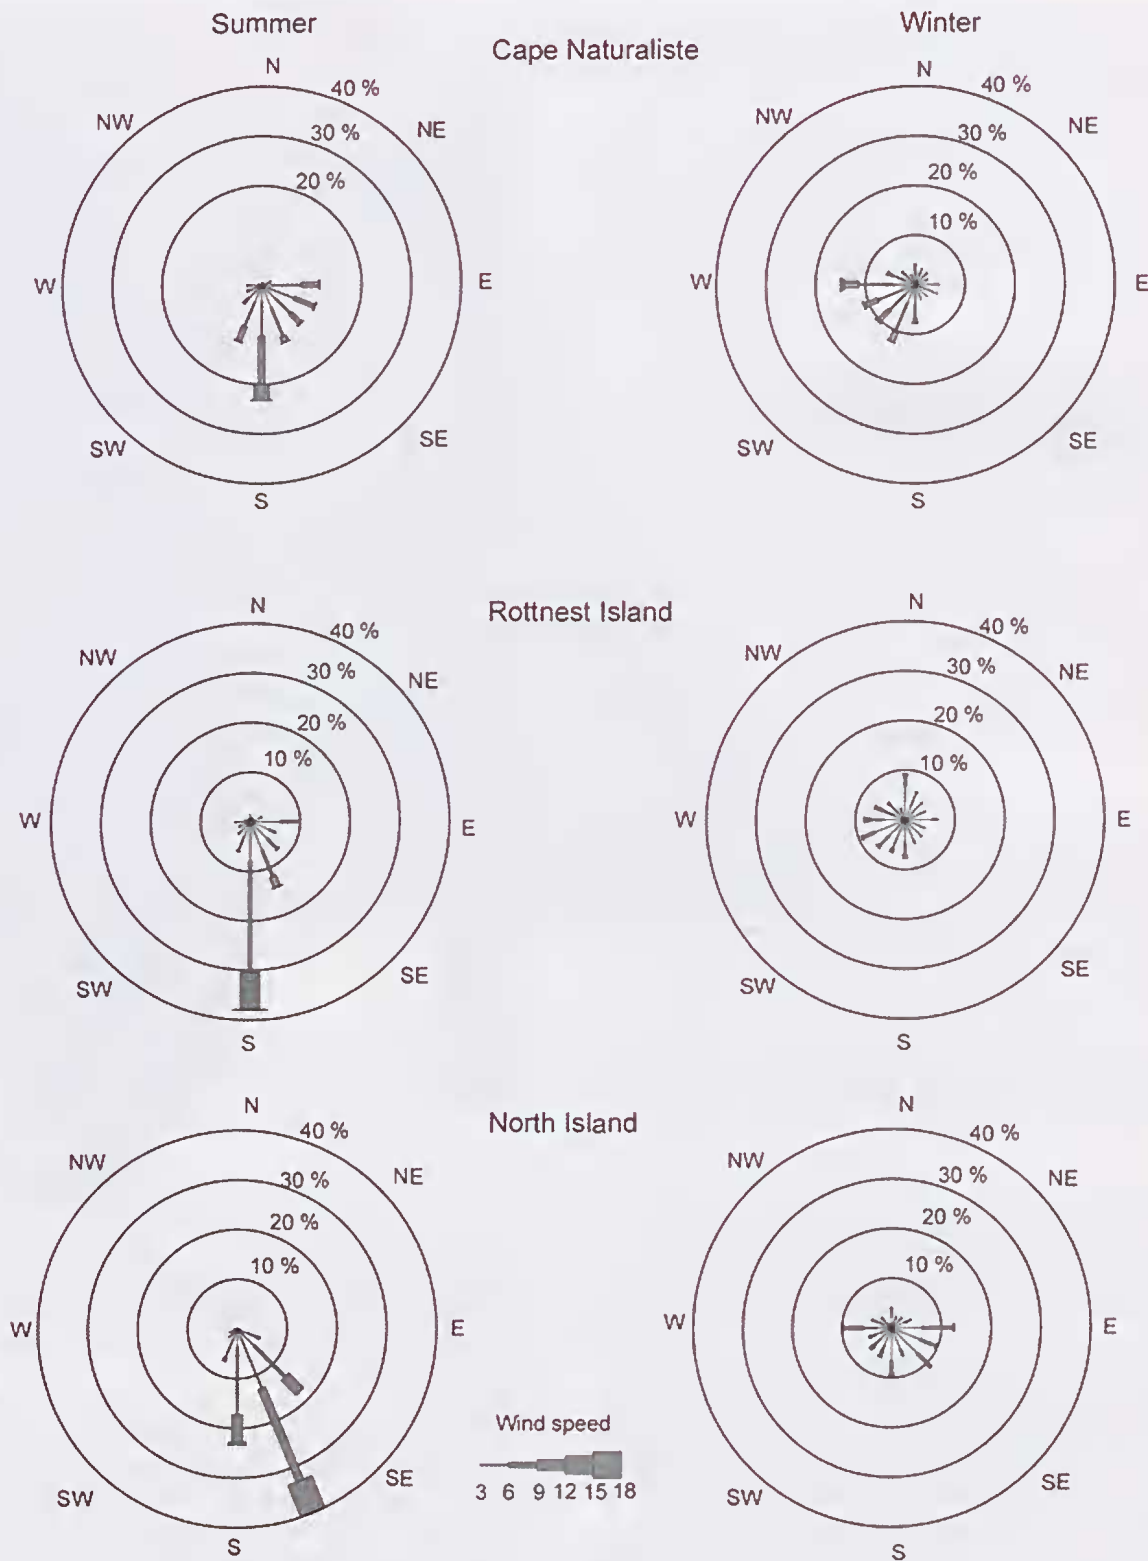 Summer
Winter
Cape Naturaliste
N
40 %
NW
NE
30 %
20 %
W
E
SW
SE
S
N
40 %
NW
NE
30 %
20 %
10 %
W
E
SW
SE
S
Rottnest Island
N
40 %
NW
NE
30 %
20 %
10 %
W
E
SW
SE
S
N
40 %
NW
NE
30 %
20 %
10 %
W
E
SW
SE
S
North Island
N
40 %
NW
NE
30 %
20 %
10 %
W
E
SW
SE
S
N
40 %
NW
NE
30 %
20 %
10 %
W
E
SW
SE
S
Wind speed
3 6 9 12 15 18